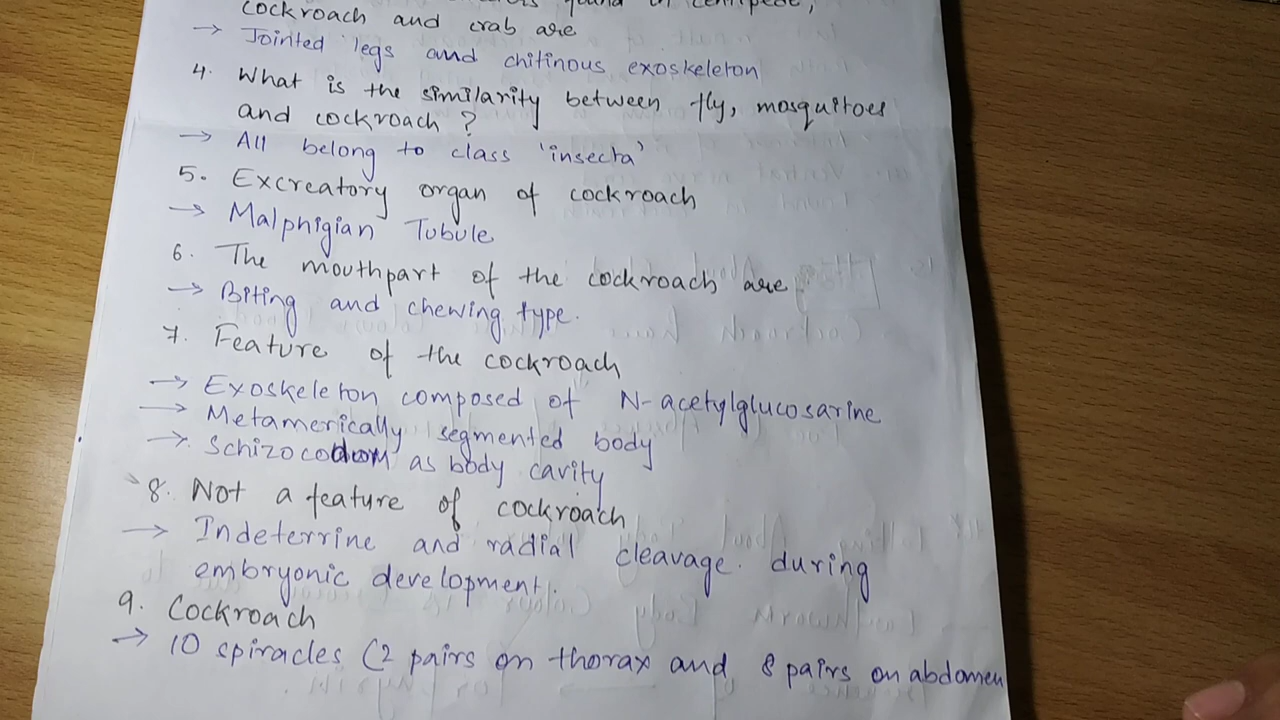 cockroach and crab are
→ Jointed legs and chitinous exoskeleton
4. What is the similarity between fly, mosquitoes
and cockroach ?
→ All belong to class 'insecta'
5. Excreatory organ of cockroach
→ Malphigian Tubule
6. The mouthpart of the cockroach are
→ Biting and chewing type.
7. Feature of the cockroach
→ Exoskeleton composed of N-acetylglucosarine
→ Metamerically segmented body
→ Schizocoelom as body cavity
8. Not a feature of cockroach
→ Indeterrine and radial cleavage. during
embryonic development.
9. Cockroach
→ 10 spiracles (2 pairs on thorax and 8 pairs on abdomen